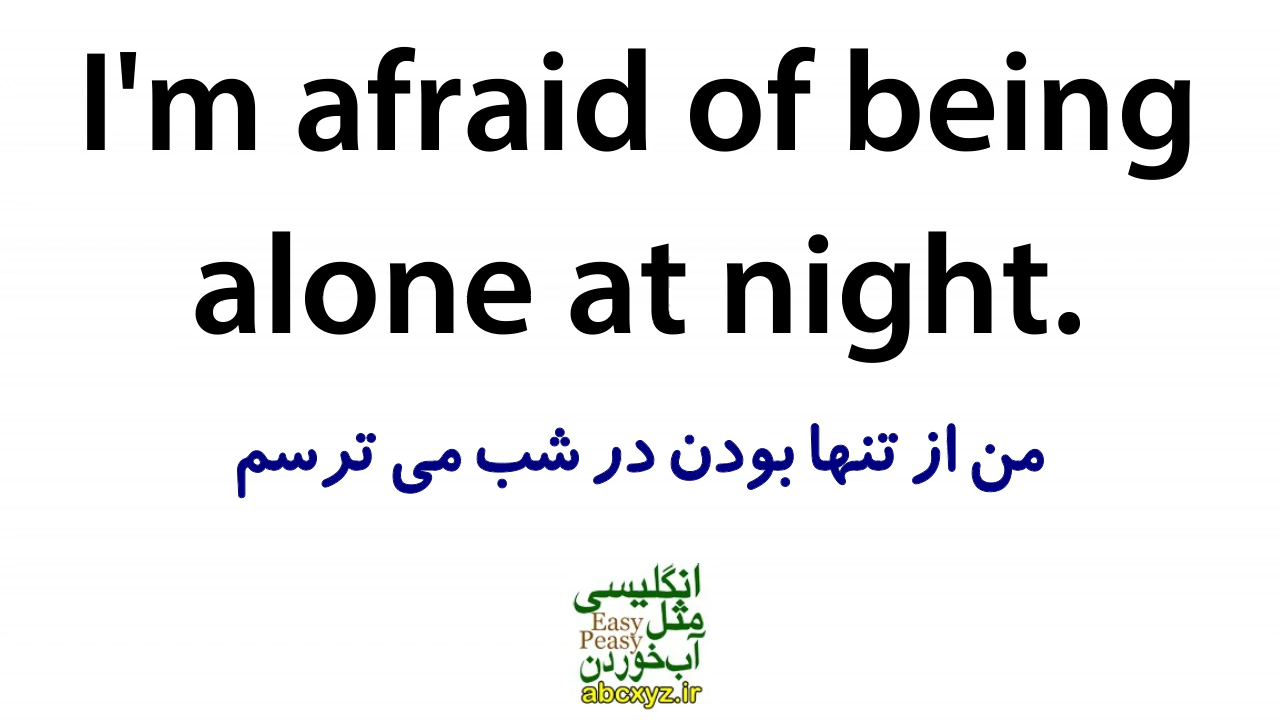 I'm afraid of being
alone at night.
من از تنها بودن در شب می ترسم
انگلیسی
مثل
Easy
Peasy
آب‌خوردن
abcxyz.ir